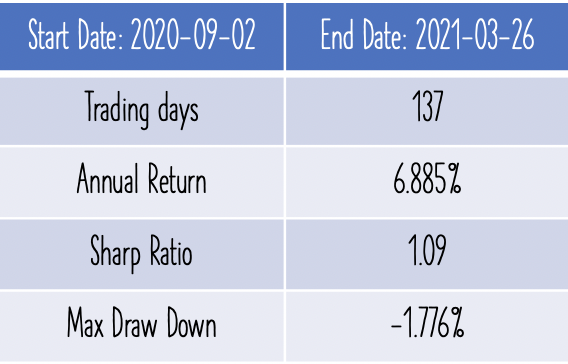 Start Date: 2020-09-02 End Date: 2021-03-26
Trading days 137
Annual Return 6.885%
Sharp Ratio 1.09
Max Draw Down -1.776%